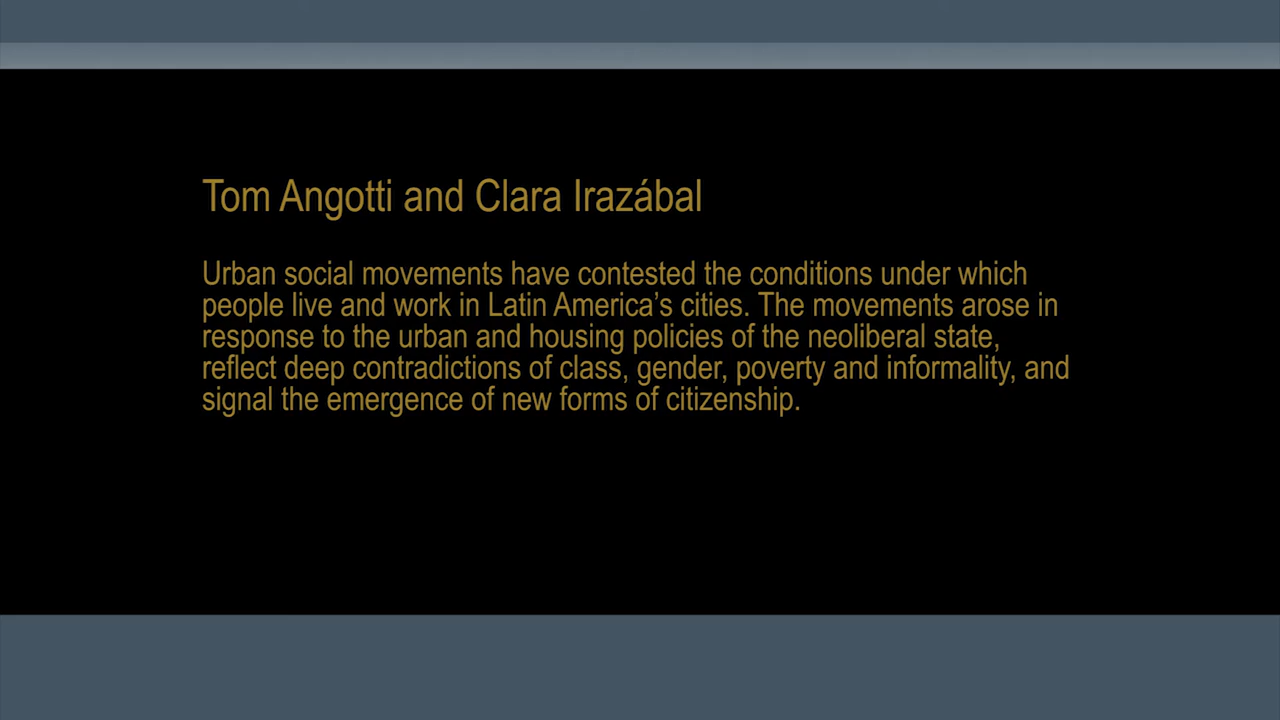 Tom Angotti and Clara Irazábal
Urban social movements have contested the conditions under which
people live and work in Latin America’s cities. The movements arose in
response to the urban and housing policies of the neoliberal state,
reflect deep contradictions of class, gender, poverty and informality, and
signal the emergence of new forms of citizenship.